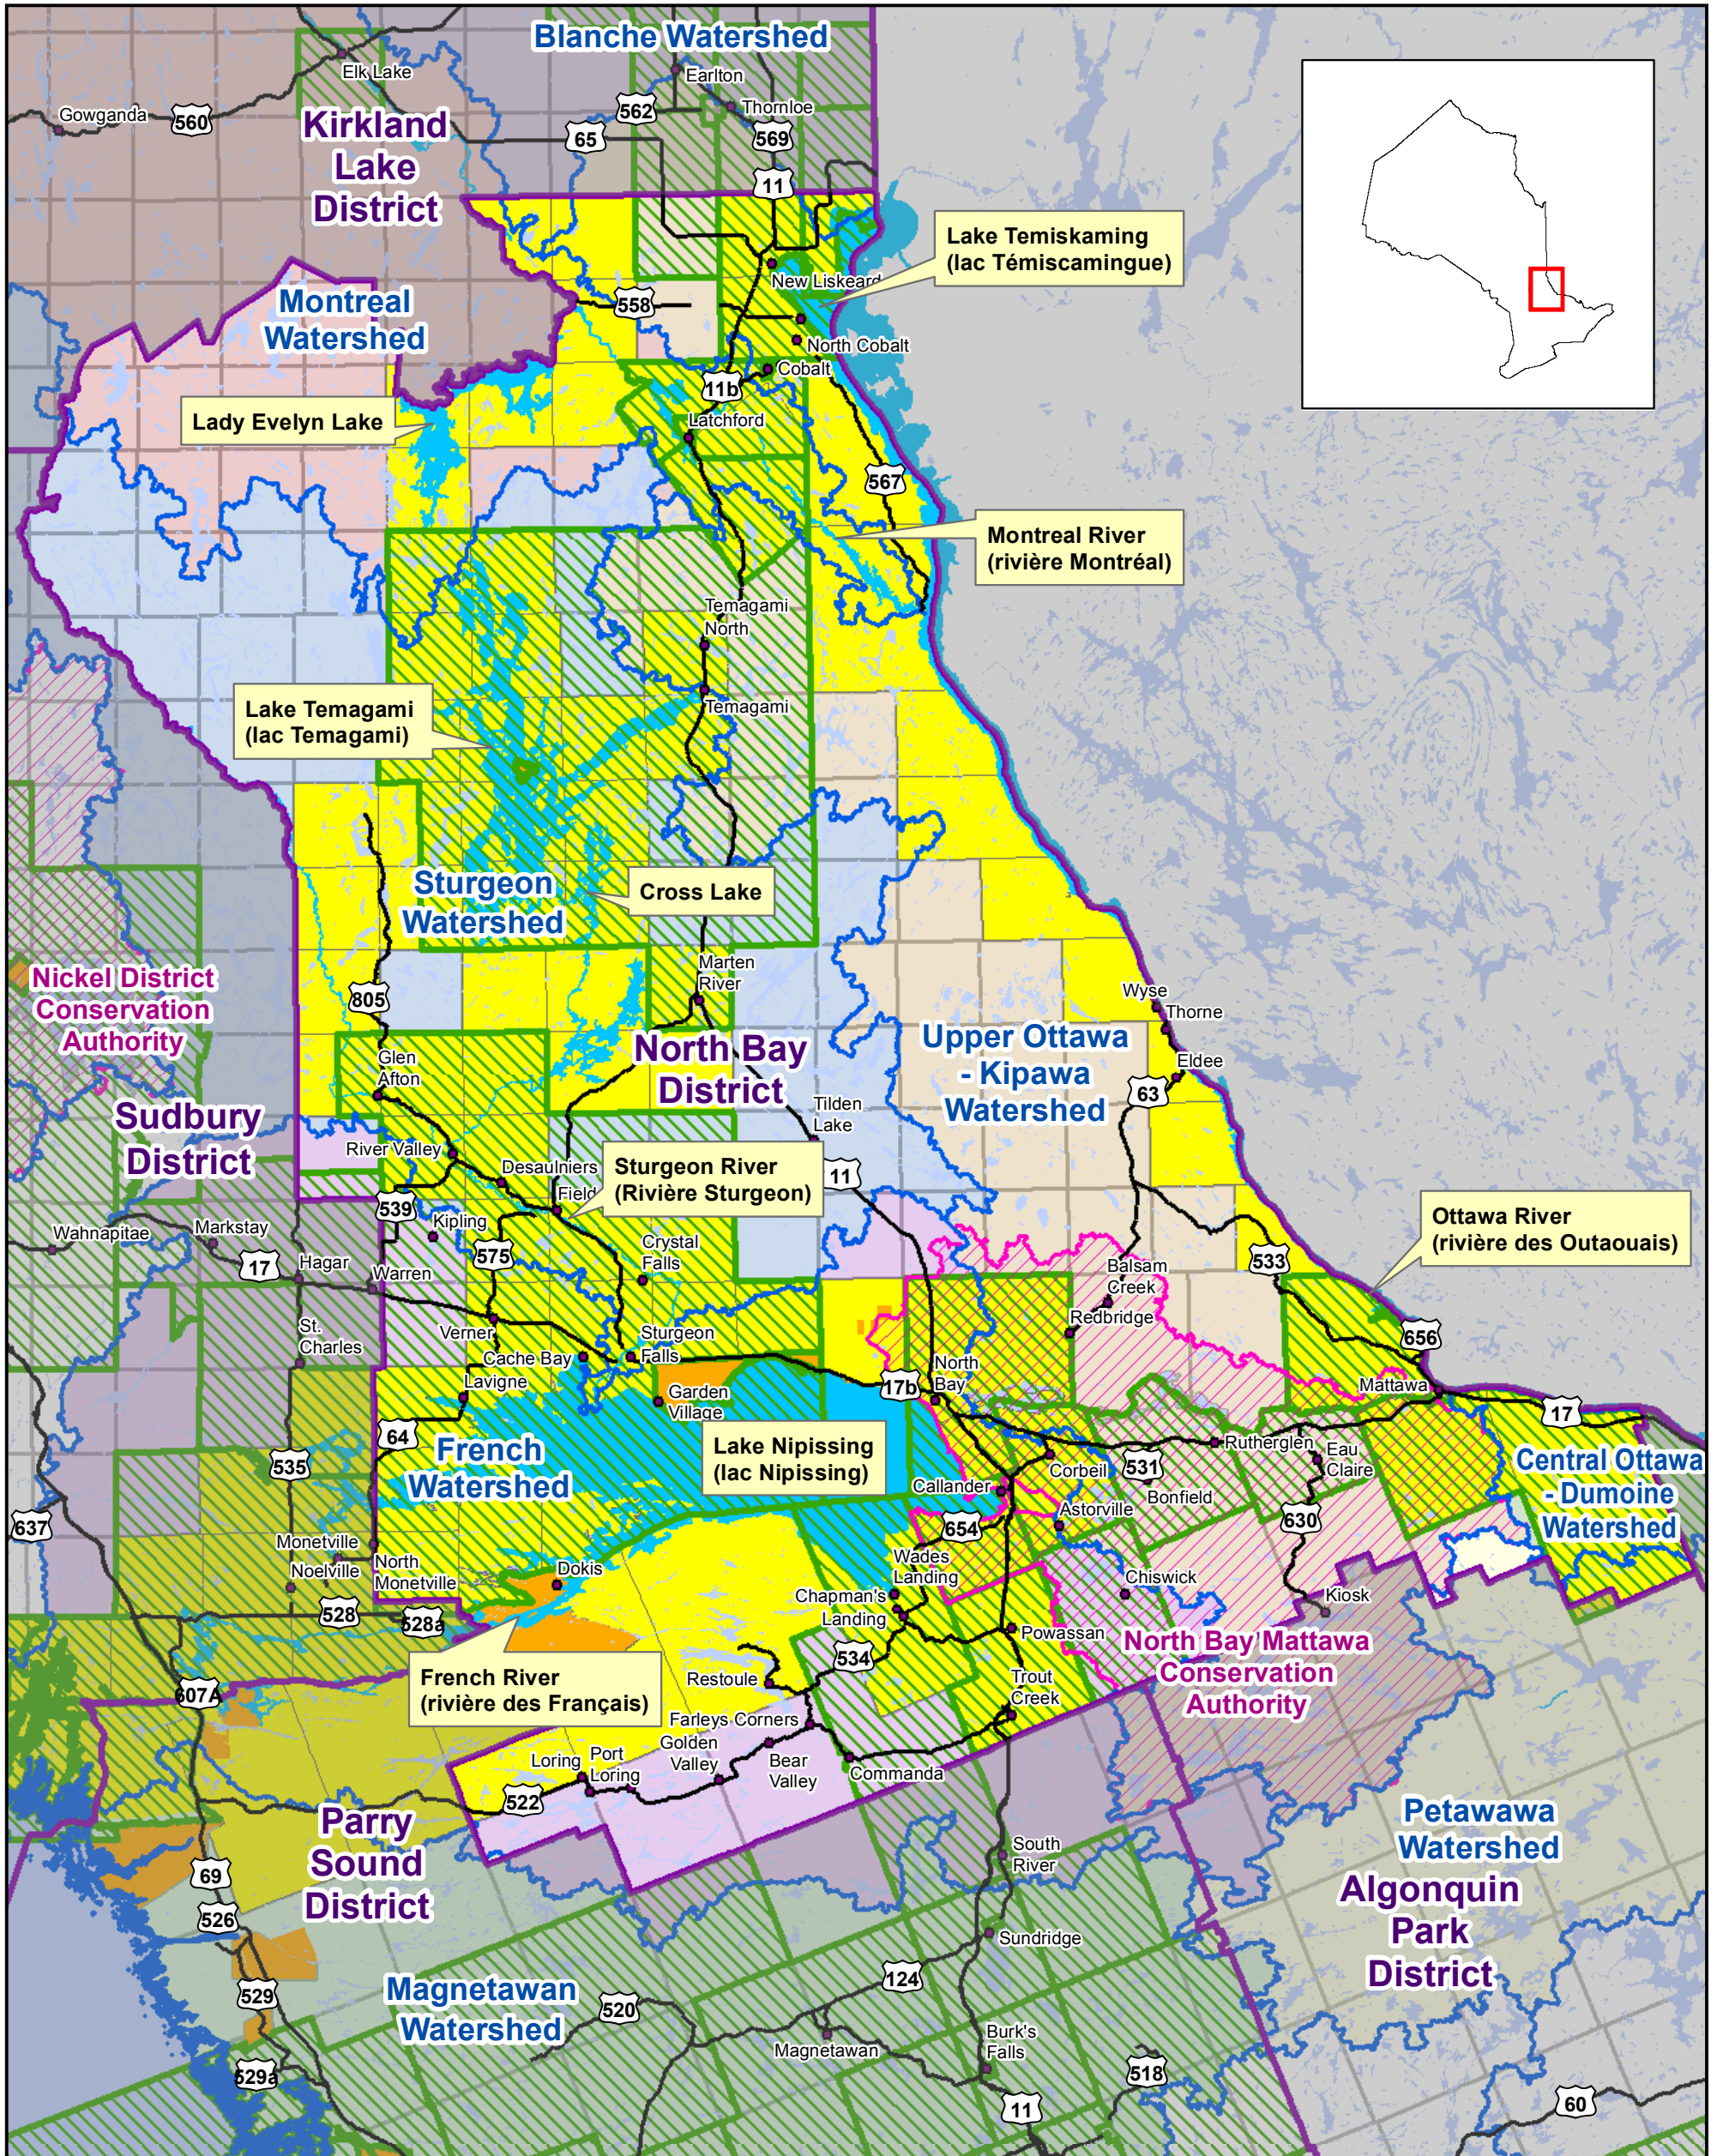 Blanche Watershed
Elk Lake
Earlton
Gowganda
560
562
Thornloe
Kirkland
Lake
District
65
569
11
Lake Temiskaming
(lac Témiscamingue)
New Liskeard
Montreal
Watershed
558
North Cobalt
Cobalt
11b
Lady Evelyn Lake
Latchford
567
Montreal River
(rivière Montréal)
Temagami
North
Lake Temagami
(lac Temagami)
Temagami
Sturgeon
Watershed
Cross Lake
Nickel District
Conservation
Authority
Marten
River
805
Wyse
Thorne
North Bay
District
Upper Ottawa
- Kipawa
Watershed
Eldee
Glen
Afton
63
Sudbury
District
Tilden
Lake
River Valley
Desaulniers
Sturgeon River
(Rivière Sturgeon)
11
Field
539
Ottawa River
(rivière des Outaouais)
Wahnapitae
Markstay
Kipling
17
Hagar
575
Crystal
Falls
533
Warren
Balsam
Creek
Redbridge
St.
Charles
Verner
Sturgeon
Falls
656
Cache Bay
North
Bay
Lavigne
Garden
Village
17b
Mattawa
17
64
French
Watershed
Lake Nipissing
(lac Nipissing)
535
Rutherglen
Eau
Claire
Corbeil
531
Central Ottawa
- Dumoine
Watershed
Callander
Bonfield
Astorville
637
654
630
Monetville
North
Monetville
Noelville
Dokis
Wades
Landing
Chiswick
Kiosk
Chapman's
Landing
528
528a
Powassan
North Bay Mattawa
Conservation
Authority
534
French River
(rivière des Français)
Restoule
Trout
Creek
607A
Farleys Corners
Golden
Valley
Loring
Port
Loring
Bear
Valley
Commanda
522
Parry
Sound
District
Petawawa
Watershed
South
River
69
Algonquin
Park
District
526
Sundridge
124
529
Magnetawan
Watershed
520
Magnetawan
Burk's
Falls
529a
518
11
60